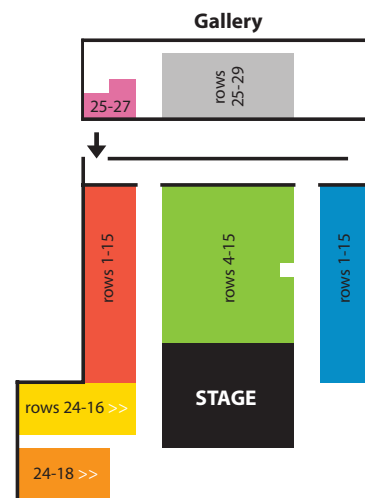 Gallery
rows
25-29
25-27
rows 1-15
rows 4-15
rows 1-15
STAGE
rows 24-16 >>
24-18 >>